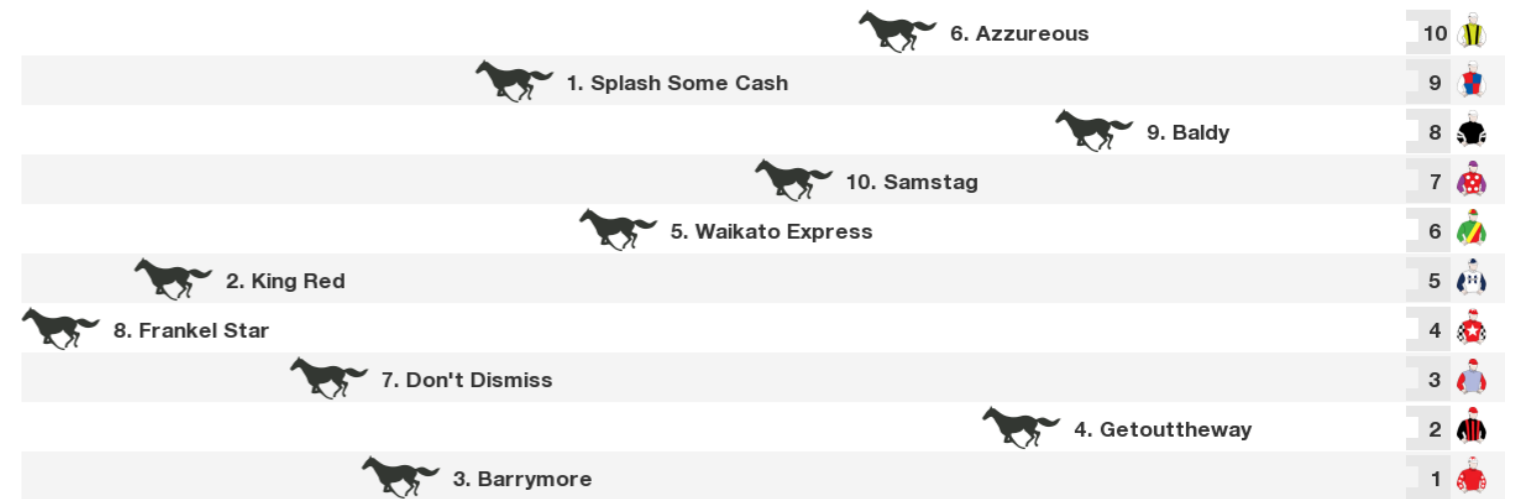 6. Azzureous 10
1. Splash Some Cash 9
9. Baldy 8
10. Samstag 7
5. Waikato Express 6
2. King Red 5
8. Frankel Star 4
7. Don't Dismiss 3
4. Getouttheway 2
3. Barrymore 1